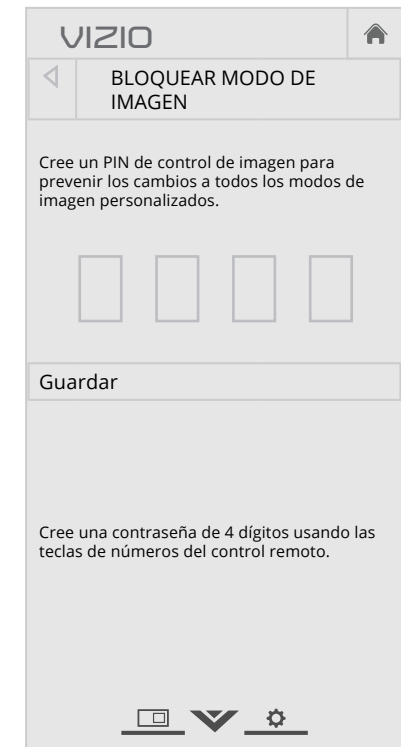 VIZIO
BLOQUEAR MODO DE
IMAGEN
Cree un PIN de control de imagen para
prevenir los cambios a todos los modos de
imagen personalizados.
Guardar
Cree una contraseña de 4 dígitos usando las
teclas de números del control remoto.